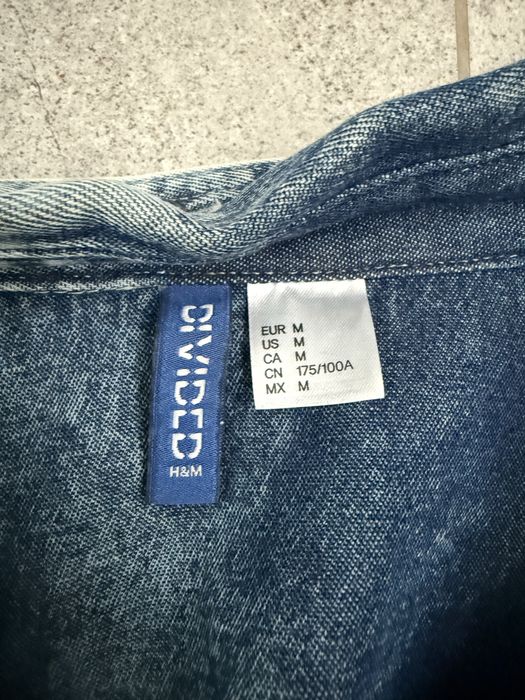 DIVIDED
H&M
EUR M
US M
CA M
CN 175/100A
MX M